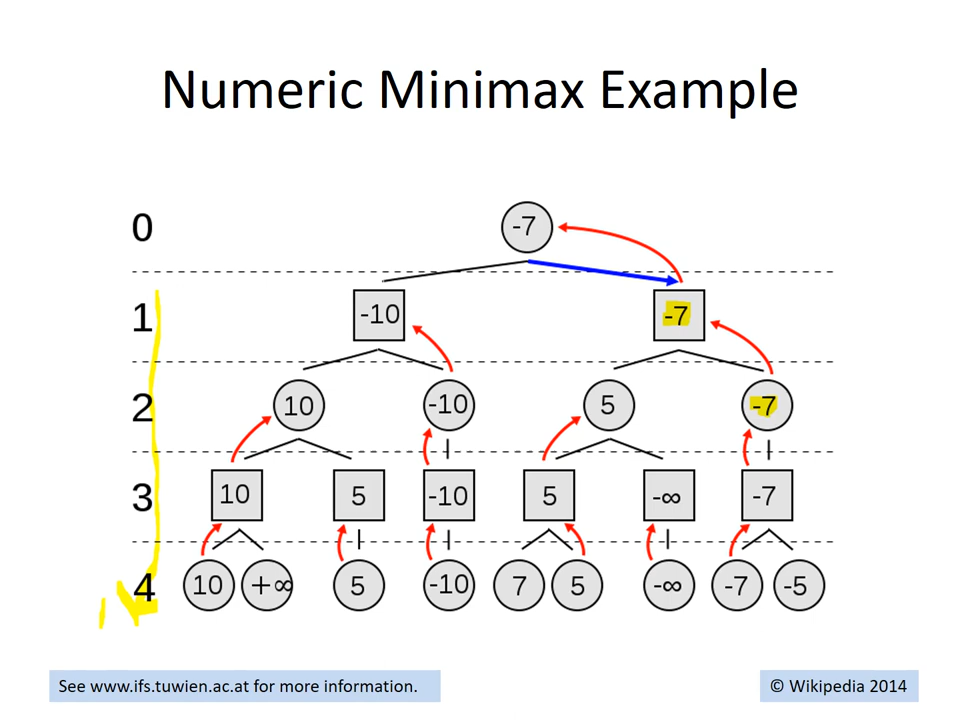 Numeric Minimax Example
0
-7
1
-10 -7
2
10 -10 5 -7
3
10 5 -10 5 -∞ -7
4
10 +∞ 5 -10 7 5 -∞ -7 -5
See www.ifs.tuwien.ac.at for more information.
© Wikipedia 2014